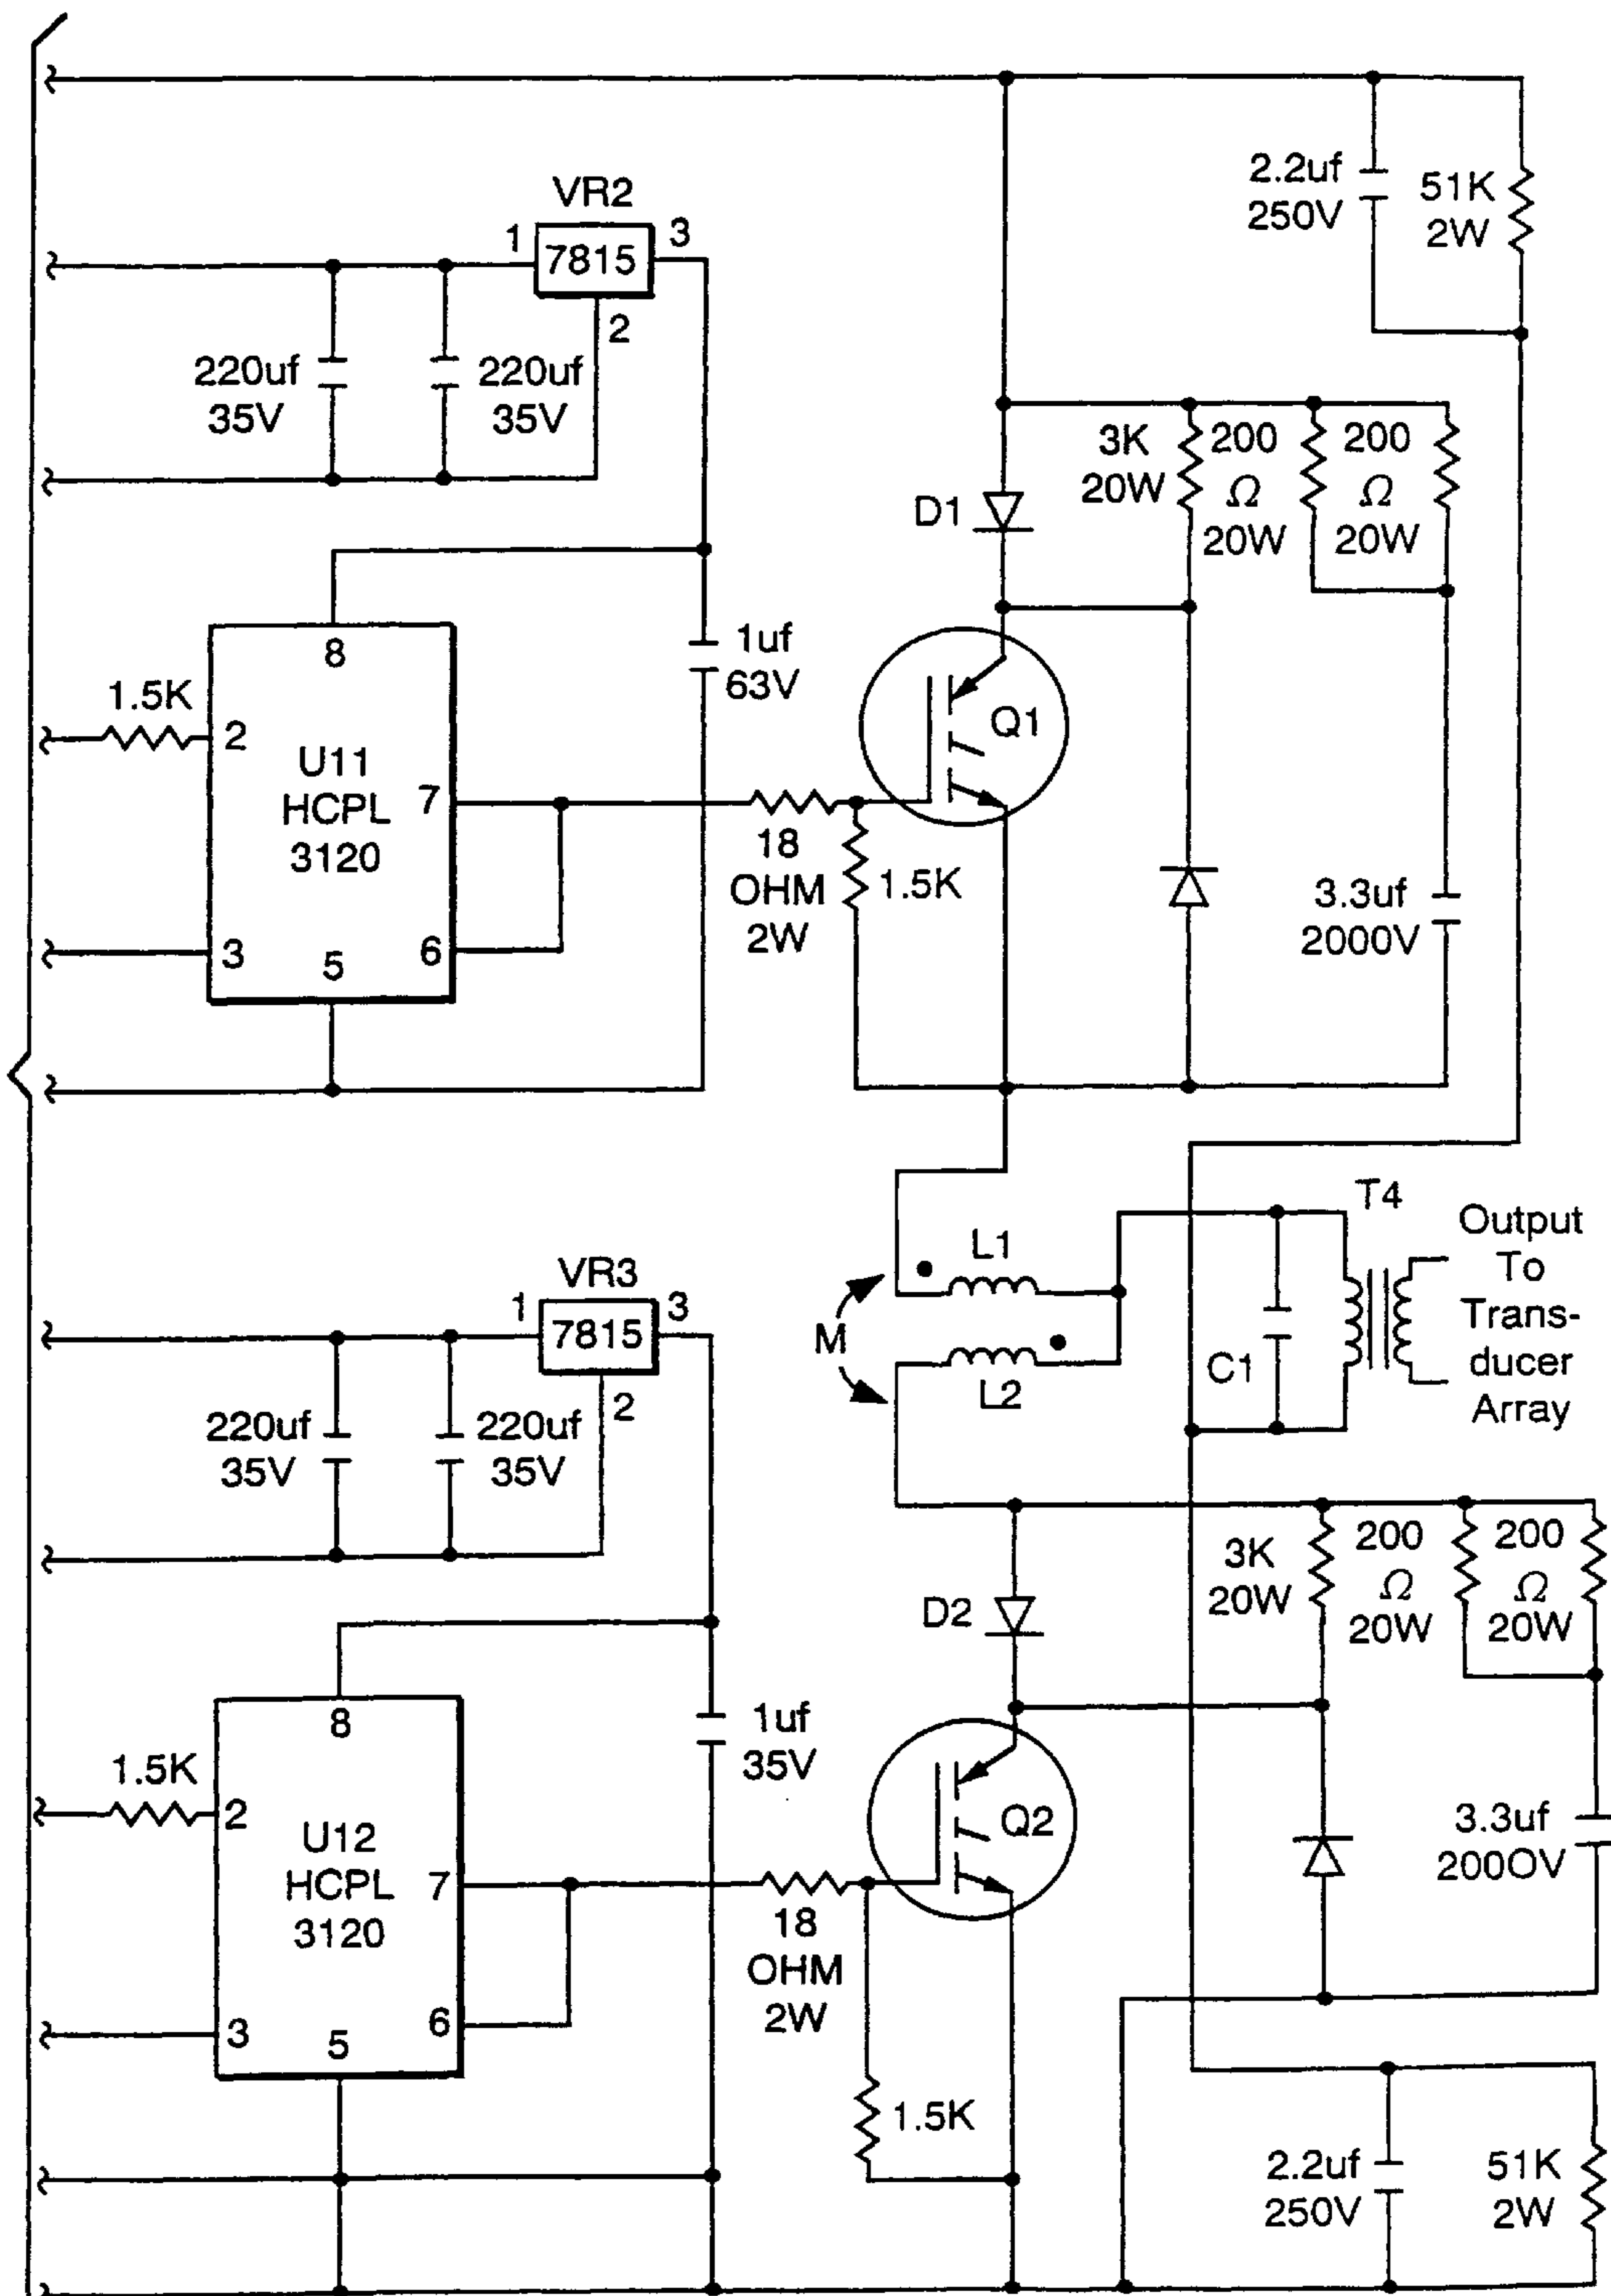 2.2uf
250V
51K
2W
VR2
1
7815
3
2
220uf
35V
220uf
35V
3K
20W
200
Ω
20W
200
Ω
20W
D1
8
1uf
63V
1.5K
2
U11
HCPL
3120
7
Q1
18
OHM
2W
1.5K
3.3uf
2000V
3
5
6
T4
Output
To
Trans-
ducer
Array
L1
M
L2
C1
VR3
1
7815
3
2
220uf
35V
220uf
35V
3K
20W
200
Ω
20W
200
Ω
20W
D2
8
1uf
35V
1.5K
2
U12
HCPL
3120
7
Q2
18
OHM
2W
3.3uf
200OV
3
5
6
1.5K
2.2uf
250V
51K
2W